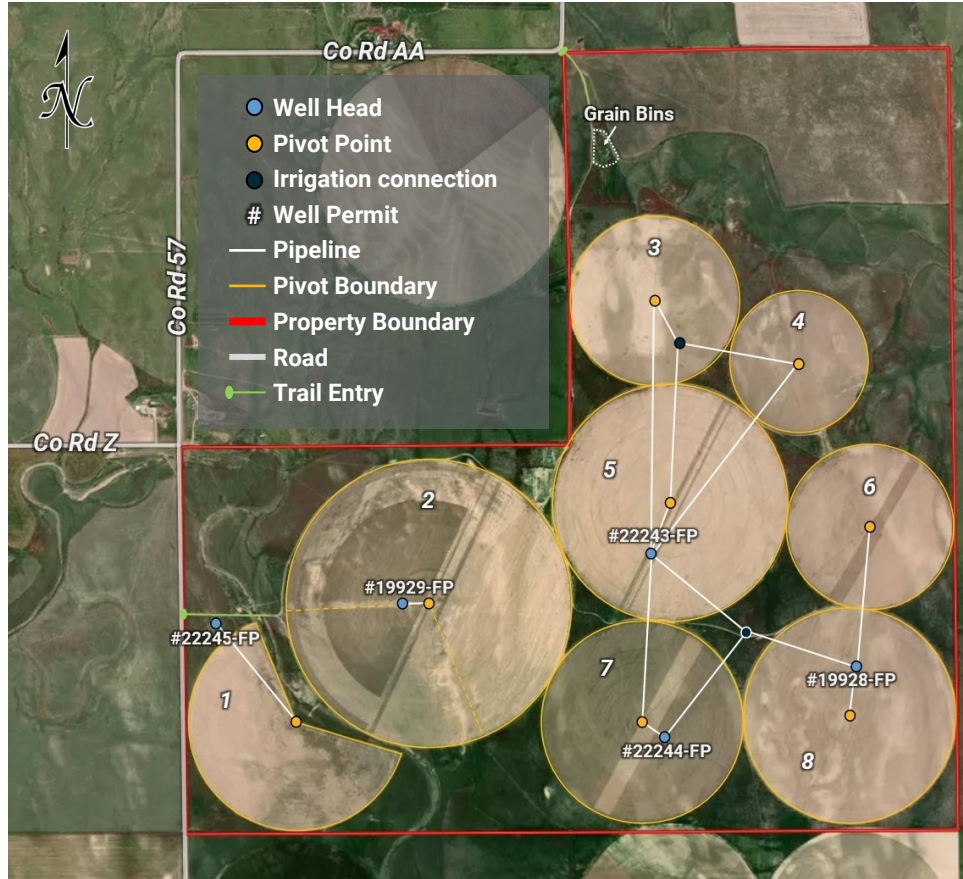 Co Rd AA
N
Well Head
Pivot Point
Irrigation connection
# Well Permit
Pipeline
Pivot Boundary
Property Boundary
Road
Trail Entry
Grain Bins
Co Rd 57
Co Rd Z
3
4
5
6
2
#22243-FP
#19929-FP
#22245-FP
1
7
#19928-FP
#22244-FP
8